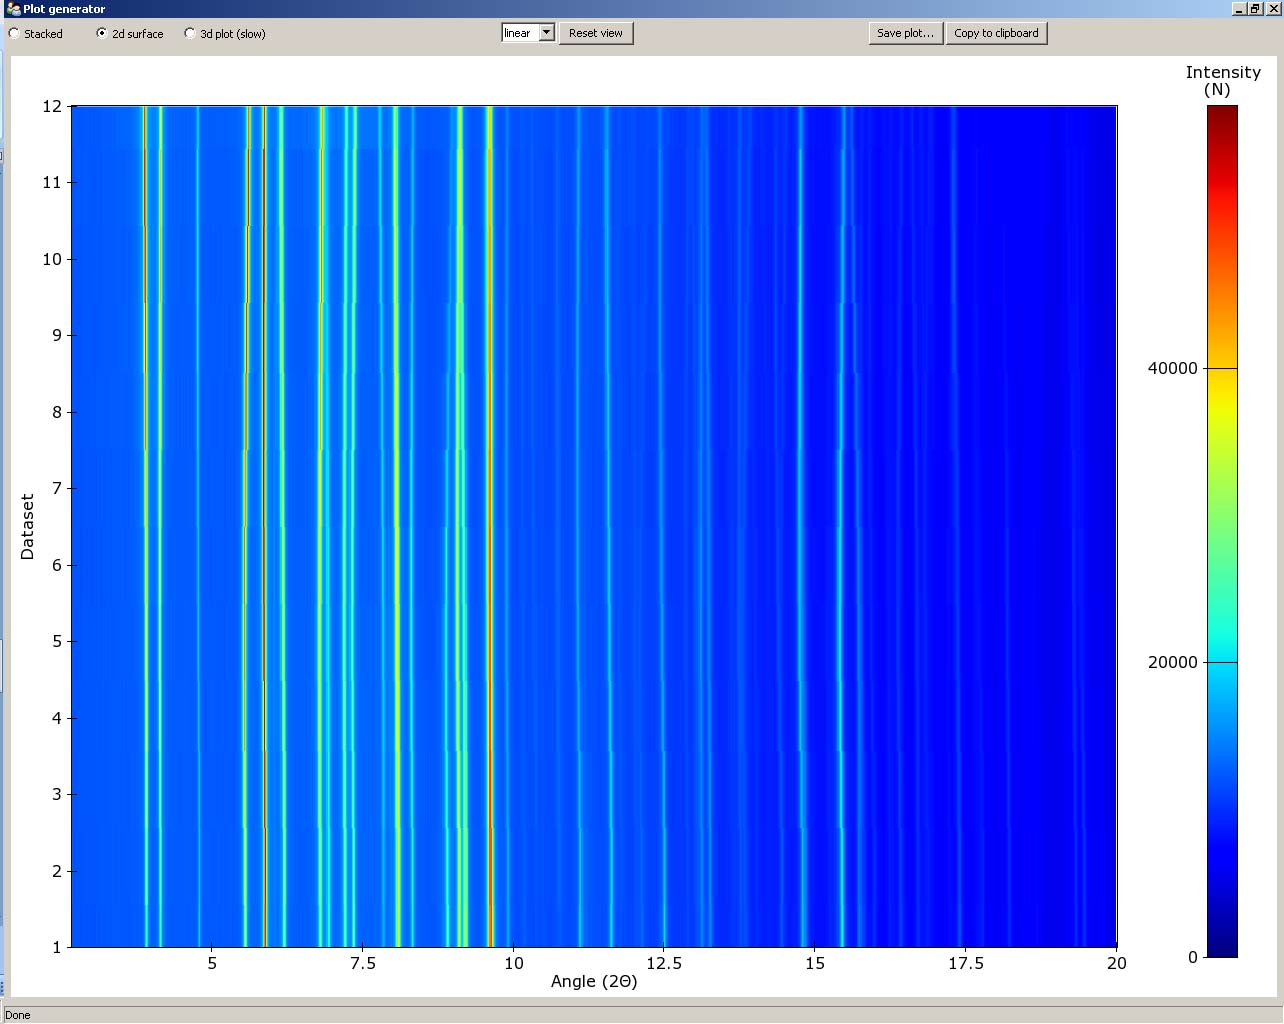 Plot generator
Stacked
2d surface
3d plot (slow)
linear
Reset view
Save plot...
Copy to clipboard
Intensity
(N)
12
11
10
9
8
7
6
5
4
3
2
1
Dataset
40000
20000
0
5
7.5
10
12.5
15
17.5
20
Angle (2Θ)
Done